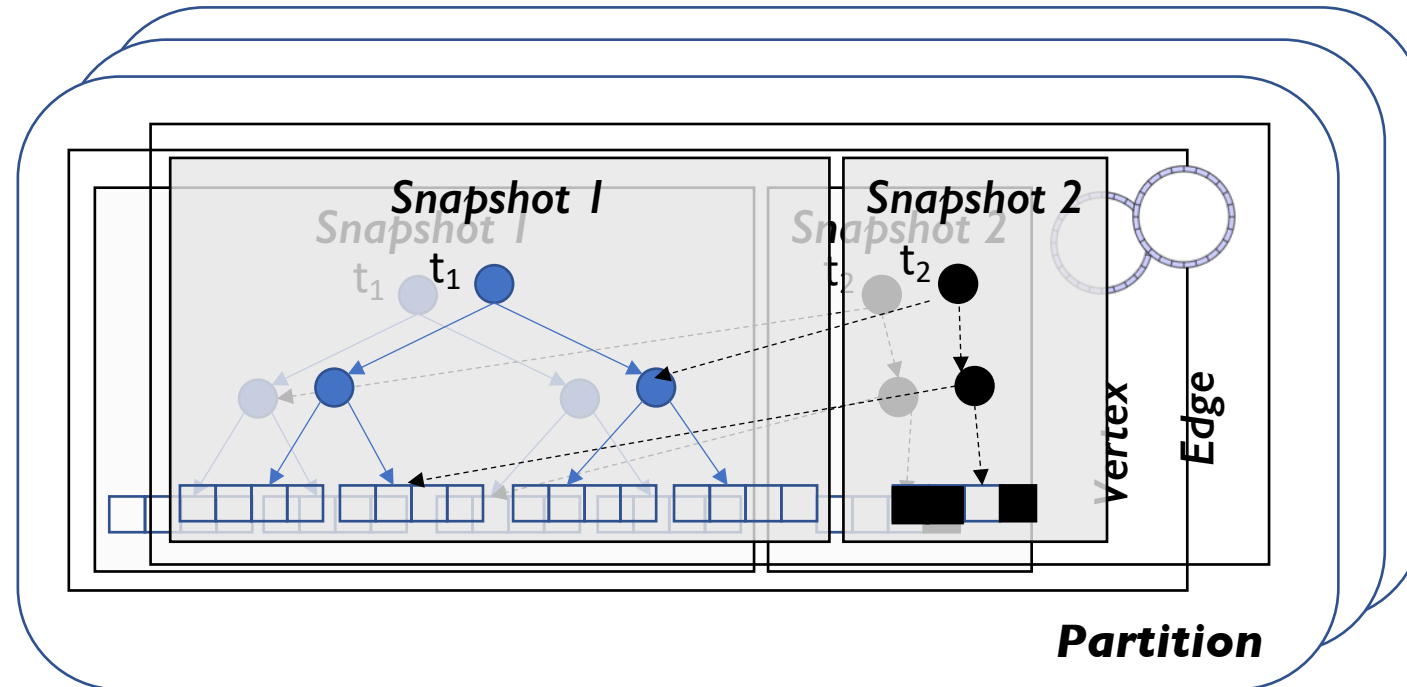 Snapshot 1
Snapshot 2
Snapshot 1
Snapshot 2
t₁
t₁
t₂
t₂
Vertex
Edge
Partition